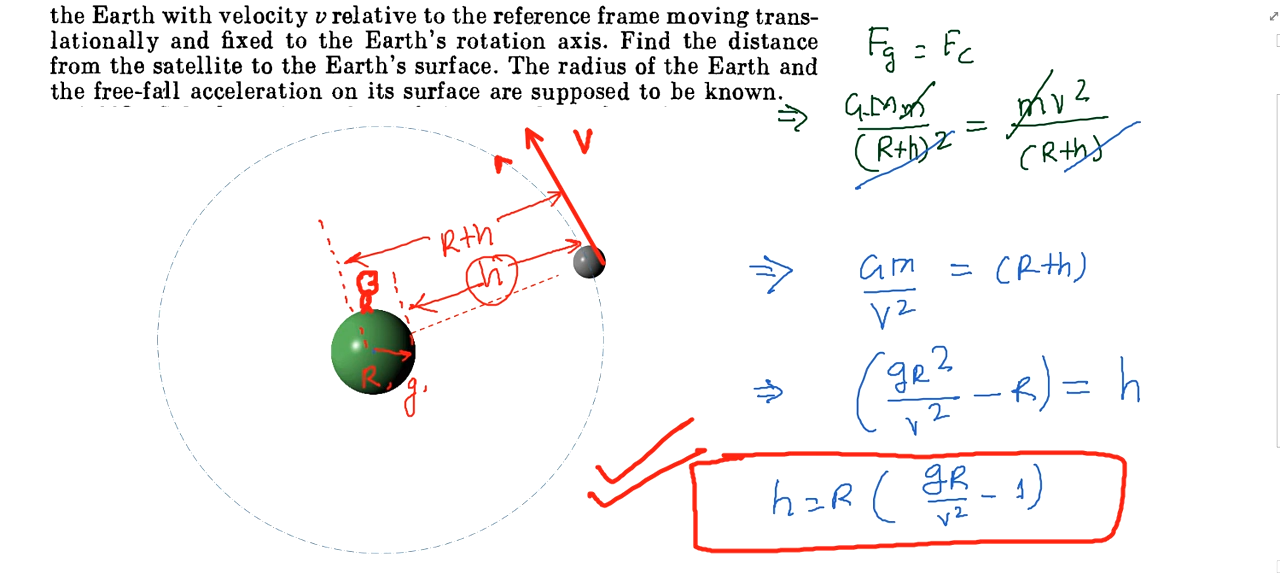 the Earth with velocity v relative to the reference frame moving trans-
lationally and fixed to the Earth's rotation axis. Find the distance
from the satellite to the Earth's surface. The radius of the Earth and
the free-fall acceleration on its surface are supposed to be known.
Fg = Fc
⇒ GMm/(R+h)2 = mv2/(R+h)
V
R+h
h
R, g,
⇒ Gm/v2 = (R+h)
⇒ (gR2/v2 - R) = h
h = R (gR/v2 - 1)